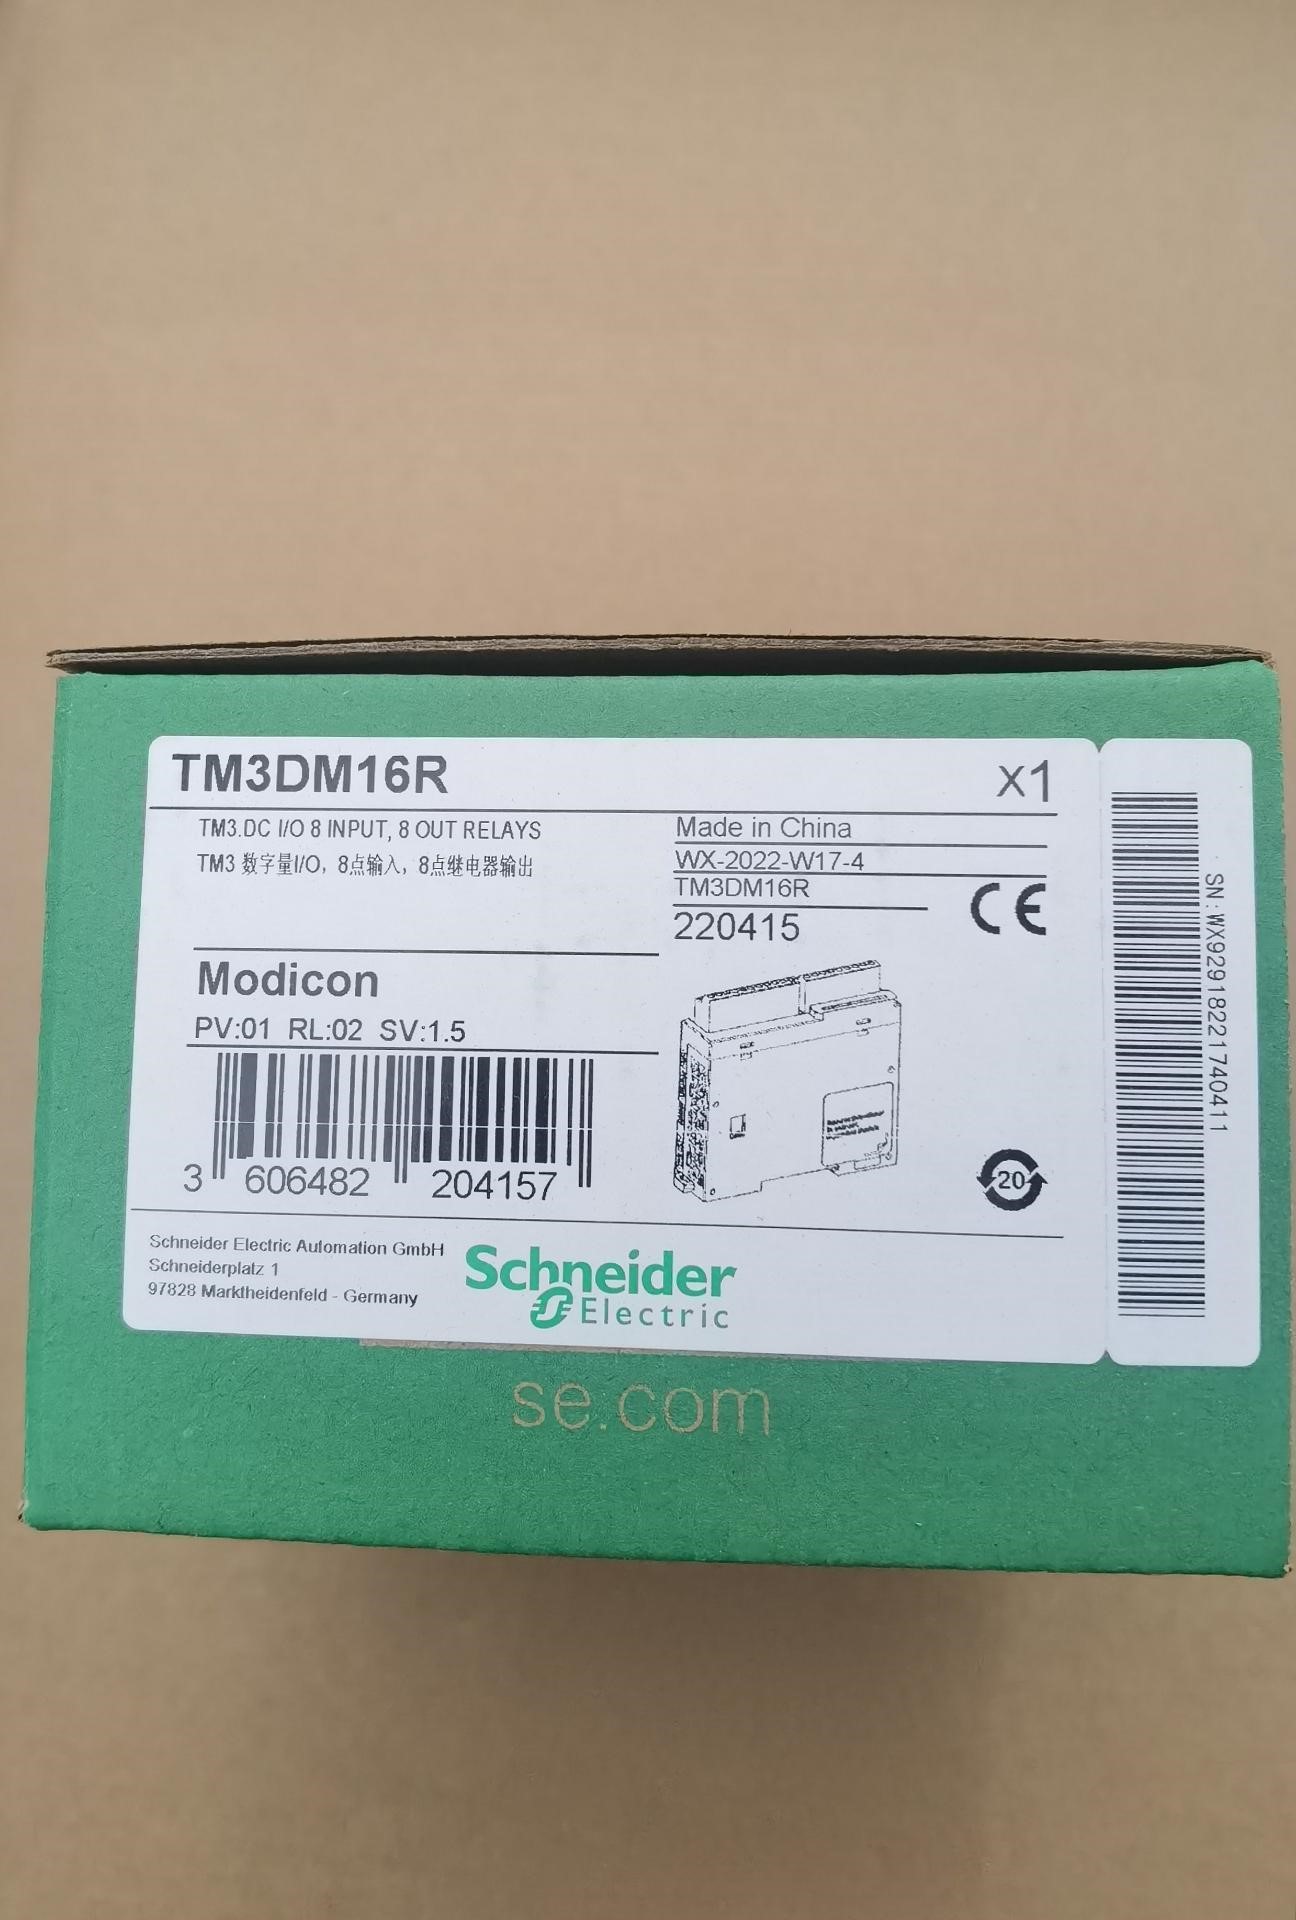 TM3DM16R
X1
TM3.DC I/O 8 INPUT, 8 OUT RELAYS
TM3 数字量I/O, 8点输入, 8点继电器输出
Made in China
WX-2022-W17-4
TM3DM16R
220415
CE
Modicon
PV:01 RL:02 SV:1.5
3 606482 204157
20
Schneider Electric Automation GmbH
Schneiderplatz 1
97828 Marktheidenfeld - Germany
Schneider
Electric
SN:WX92918221740411
se.com